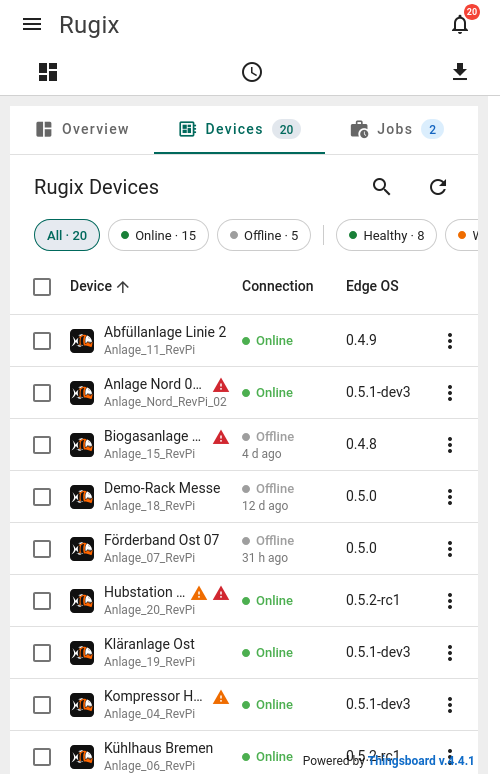 Rugix
20
Overview
Devices 20
Jobs 2
Rugix Devices
All · 20
Online · 15
Offline · 5
Healthy · 8
Device
Connection
Edge OS
Abfüllanlage Linie 2
Anlage_11_RevPi
Online
0.4.9
Anlage Nord 0…
Anlage_Nord_RevPi_02
Online
0.5.1-dev3
Biogasanlage …
Anlage_15_RevPi
Offline
4 d ago
0.4.8
Demo-Rack Messe
Anlage_18_RevPi
Offline
12 d ago
0.5.0
Förderband Ost 07
Anlage_07_RevPi
Offline
31 h ago
0.5.0
Hubstation …
Anlage_20_RevPi
Online
0.5.2-rc1
Kläranlage Ost
Anlage_19_RevPi
Online
0.5.1-dev3
Kompressor H…
Anlage_04_RevPi
Online
0.5.1-dev3
Kühlhaus Bremen
Anlage_06_RevPi
Online
0.5.2-rc1
Powered by Thingsboard v.4.4.1